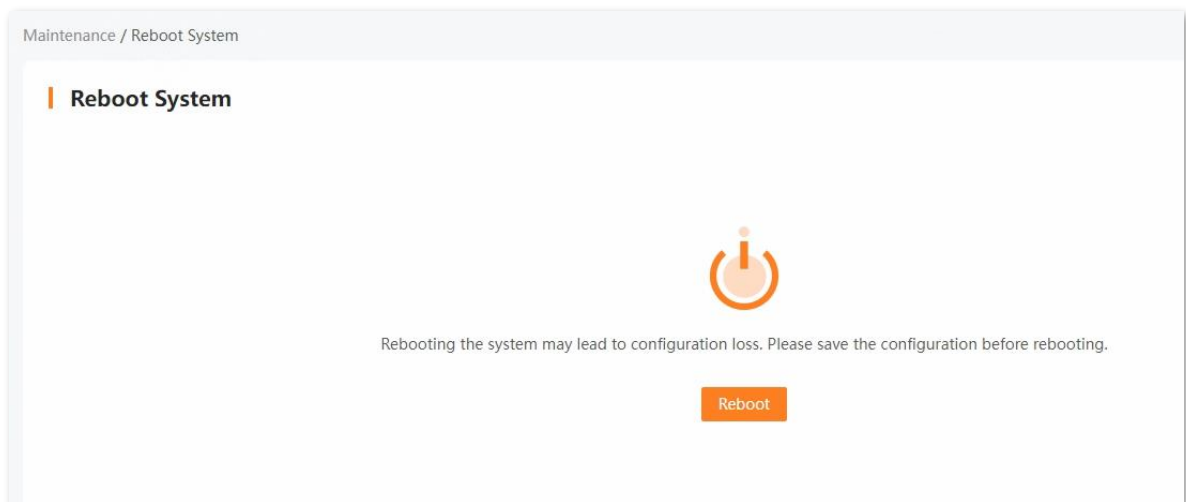 Maintenance / Reboot System
Reboot System
Rebooting the system may lead to configuration loss. Please save the configuration before rebooting.
Reboot